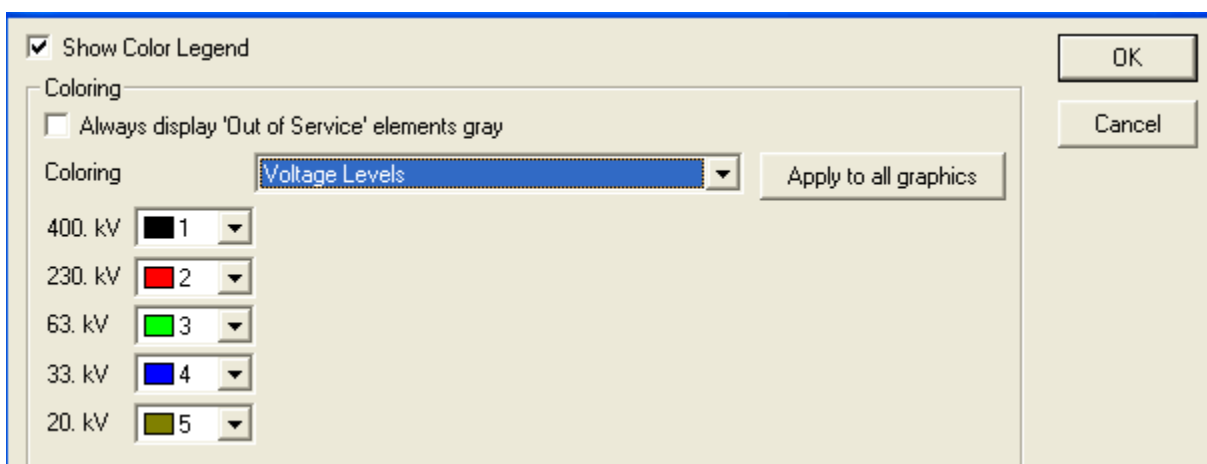 Show Color Legend
OK
Coloring
Always display 'Out of Service' elements gray
Cancel
Coloring Voltage Levels Apply to all graphics
400. kV 1
230. kV 2
63. kV 3
33. kV 4
20. kV 5